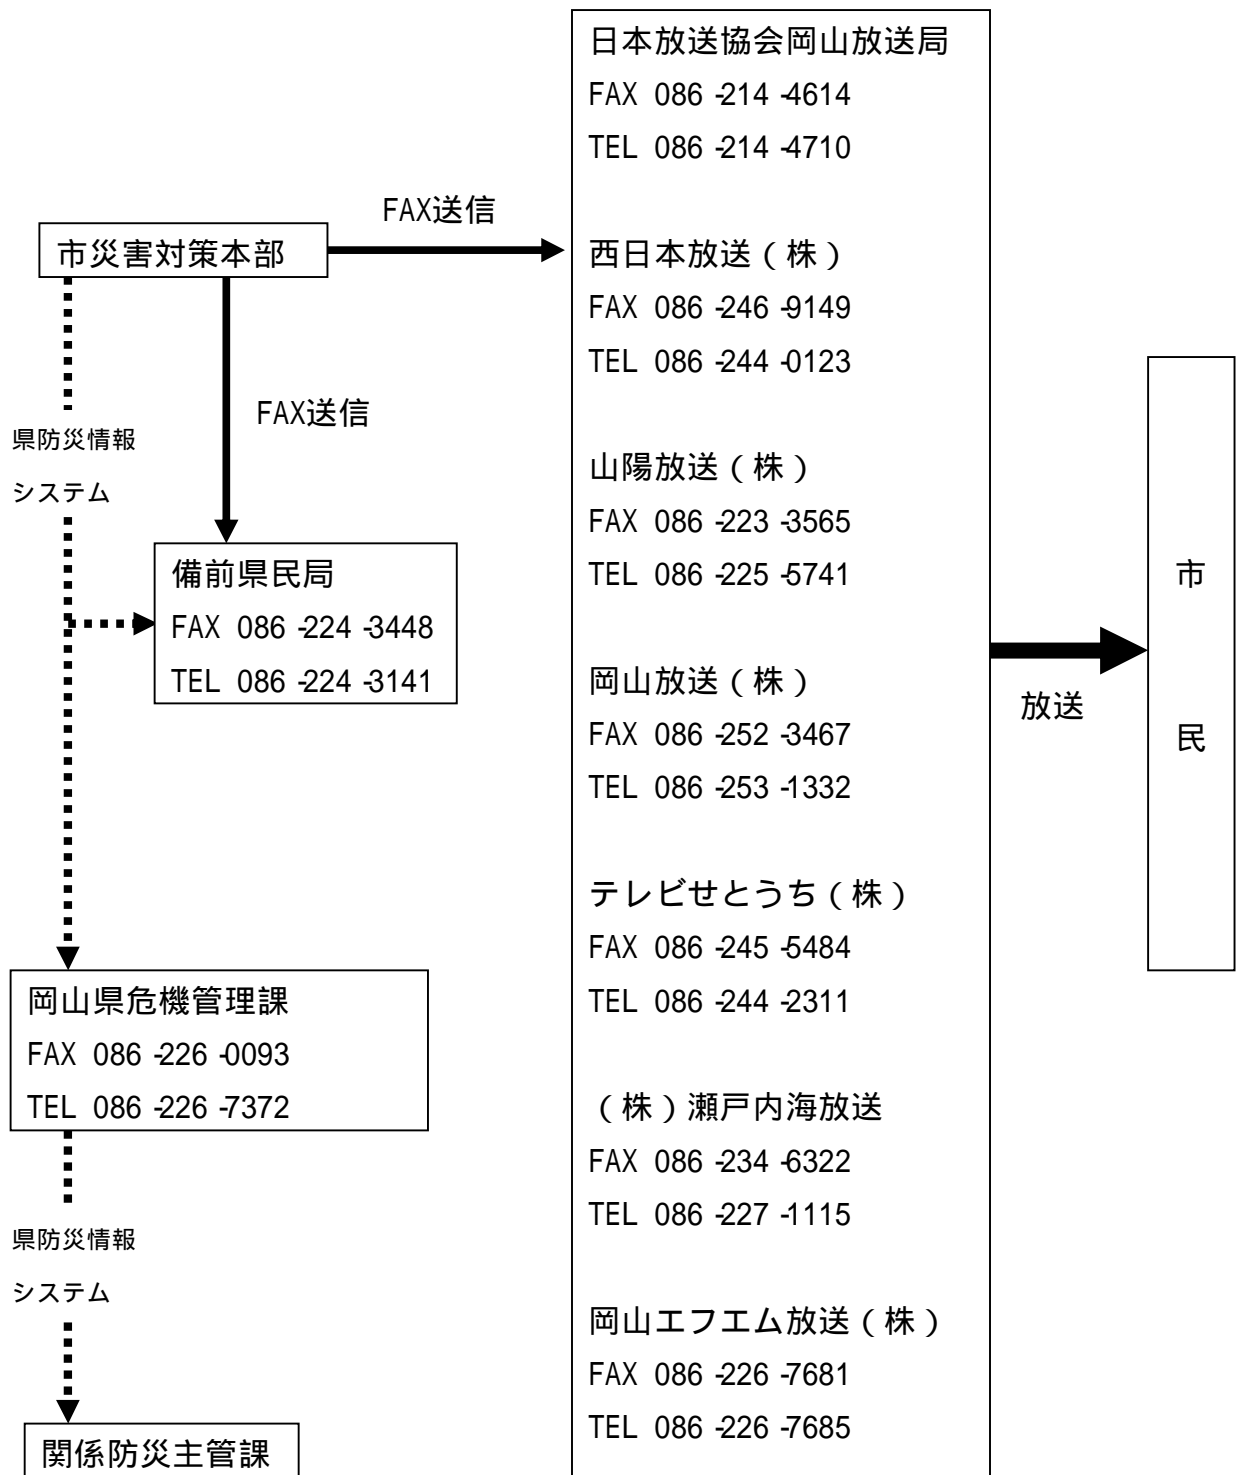 市災害対策本部
FAX送信
FAX送信
県防災情報
システム
備前県民局
FAX 086-224-3448
TEL 086-224-3141
岡山県危機管理課
FAX 086-226-0093
TEL 086-226-7372
県防災情報
システム
関係防災主管課
日本放送協会岡山放送局
FAX 086-214-4614
TEL 086-214-4710
西日本放送(株)
FAX 086-246-9149
TEL 086-244-0123
山陽放送(株)
FAX 086-223-3565
TEL 086-225-5741
岡山放送(株)
FAX 086-252-3467
TEL 086-253-1332
テレビせとうち(株)
FAX 086-245-5484
TEL 086-244-2311
(株)瀬戸内海放送
FAX 086-234-6322
TEL 086-227-1115
岡山エフエム放送(株)
FAX 086-226-7681
TEL 086-226-7685
放送
市民